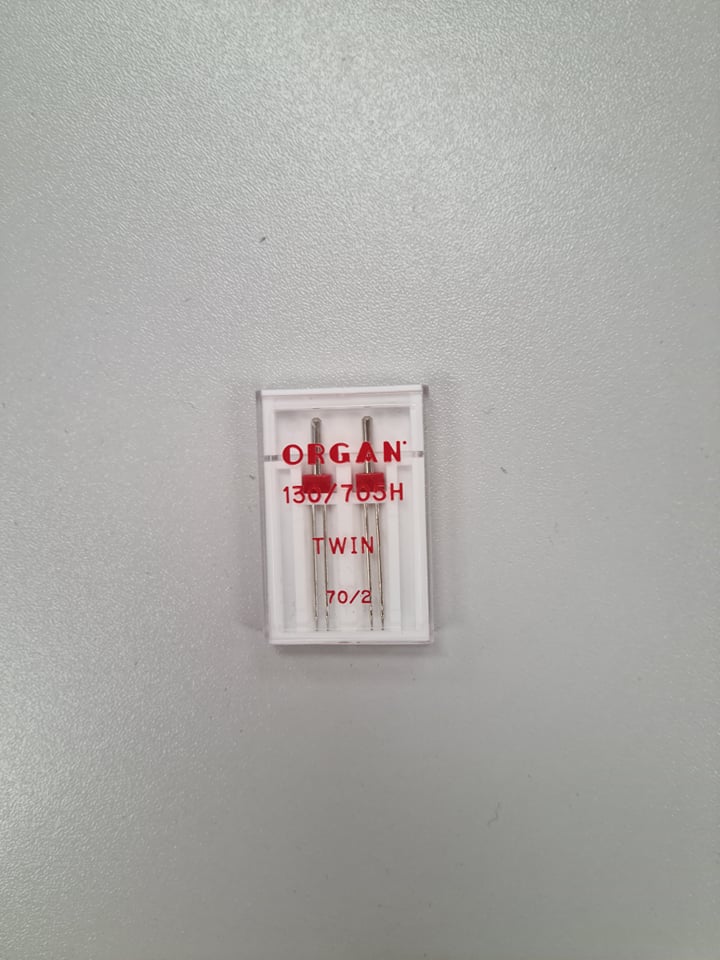 ORGAN
130/705H
TWIN
70/2